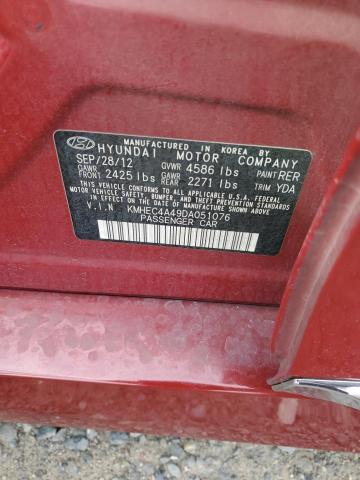 MANUFACTURED IN KOREA BY
HYUNDAI MOTOR COMPANY
SEP/28/12 GVWR 4586 lbs PAINT RER
GAWR FRONT 2425 lbs GAWR REAR 2271 lbs TRIM YDA
THIS VEHICLE CONFORMS TO ALL APPLICABLE U.S. FEDERAL
MOTOR VEHICLE SAFETY, BUMPER, AND THEFT PREVENTION
STANDARDS IN EFFECT ON THE DATE OF MANUFACTURE SHOWN ABOVE.
V.I.N KMHEC4A49DA051076
PASSENGER CAR